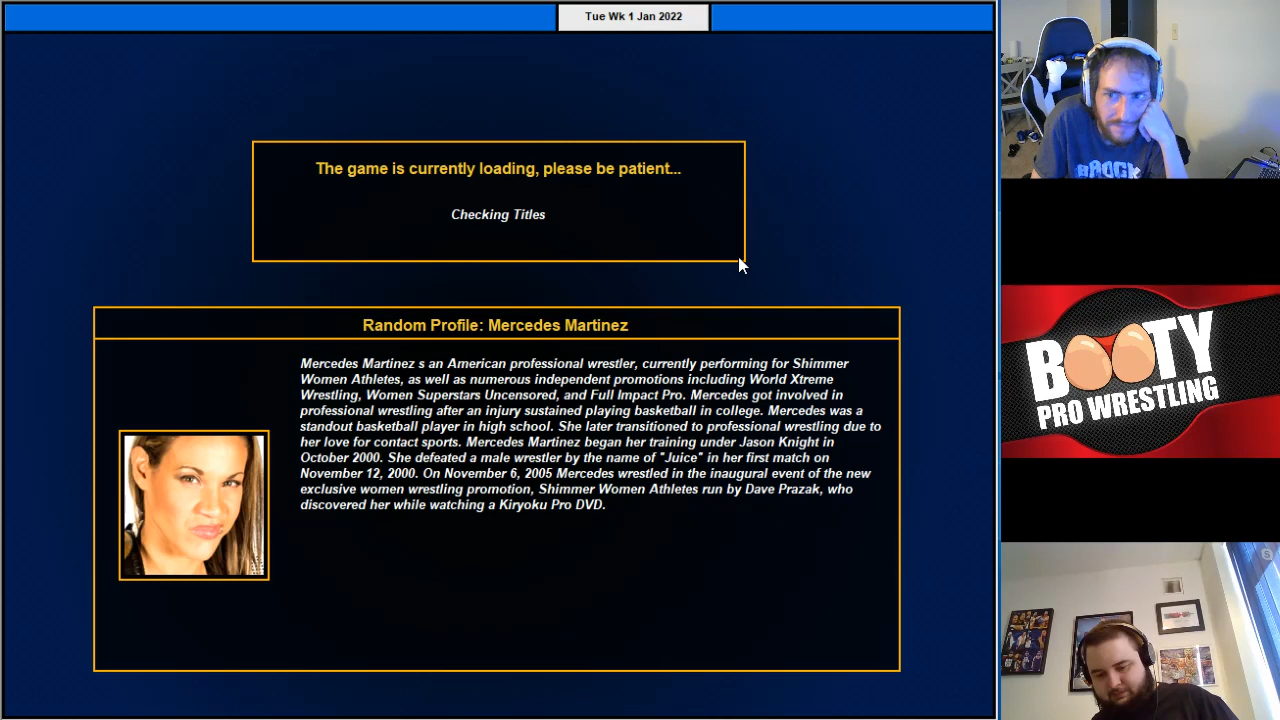 Tue Wk 1 Jan 2022
The game is currently loading, please be patient...
Checking Titles
Random Profile: Mercedes Martinez
Mercedes Martinez s an American professional wrestler, currently performing for Shimmer
Women Athletes, as well as numerous independent promotions including World Xtreme
Wrestling, Women Superstars Uncensored, and Full Impact Pro. Mercedes got involved in
professional wrestling after an injury sustained playing basketball in college. Mercedes was a
standout basketball player in high school. She later transitioned to professional wrestling due to
her love for contact sports. Mercedes Martinez began her training under Jason Knight in
October 2000. She defeated a male wrestler by the name of "Juice" in her first match on
November 12, 2000. On November 6, 2005 Mercedes wrestled in the inaugural event of the new
exclusive women wrestling promotion, Shimmer Women Athletes run by Dave Prazak, who
discovered her while watching a Kiryoku Pro DVD.
BROCK
B TY
PRO WRESTLING